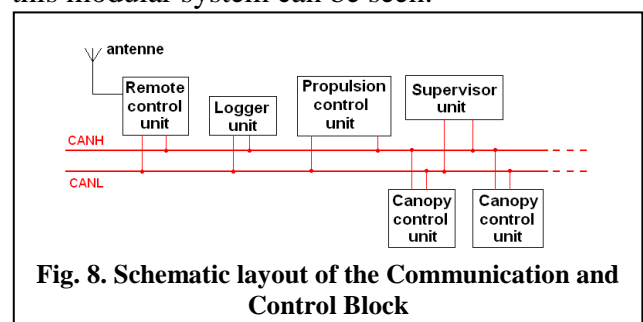 this modular system can be seen.
antenne
Remote
control
unit
Logger
unit
Propulsion
control
unit
Supervisor
unit
CANH
CANL
Canopy
control
unit
Canopy
control
unit
Fig. 8. Schematic layout of the Communication and
Control Block